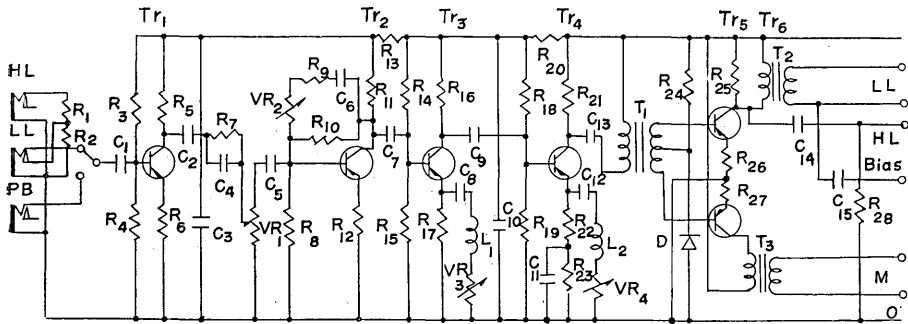 Tr1 Tr2 Tr3 Tr4 Tr5 Tr6
HL
LL
PB
R1
R2
R3
R4
C1
R5
R6
C2
C3
R7
C4
C5
VR1
R8
VR2
R9
C6
R10
R11
R12
C7
R13
R14
R15
R16
R17
C8
C9
L1
VR3
C10
R18
R19
R20
R21
R22
R23
C11
C12
C13
L2
VR4
T1
R24
D
R25
R26
R27
T2
T3
C14
C15
R28
LL
HL
Bias
M
O